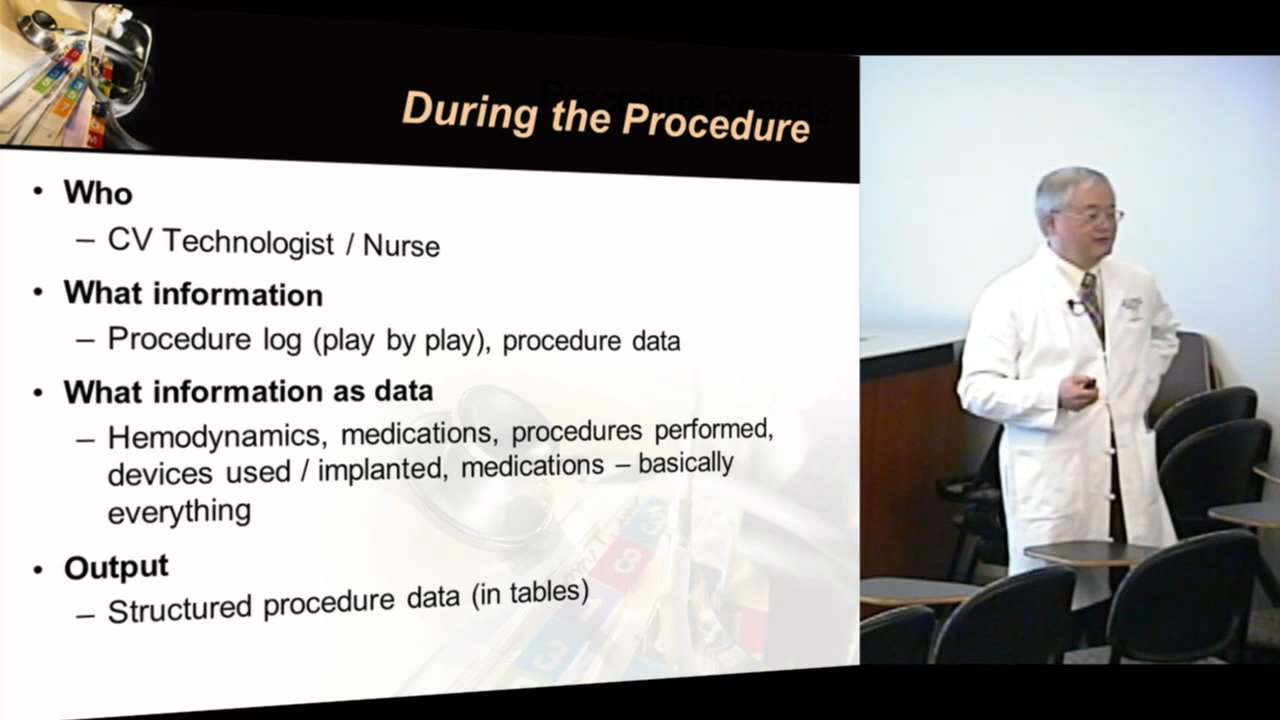 During the Procedure
• Who
– CV Technologist / Nurse
• What information
– Procedure log (play by play), procedure data
• What information as data
– Hemodynamics, medications, procedures performed,
devices used / implanted, medications – basically
everything
• Output
– Structured procedure data (in tables)